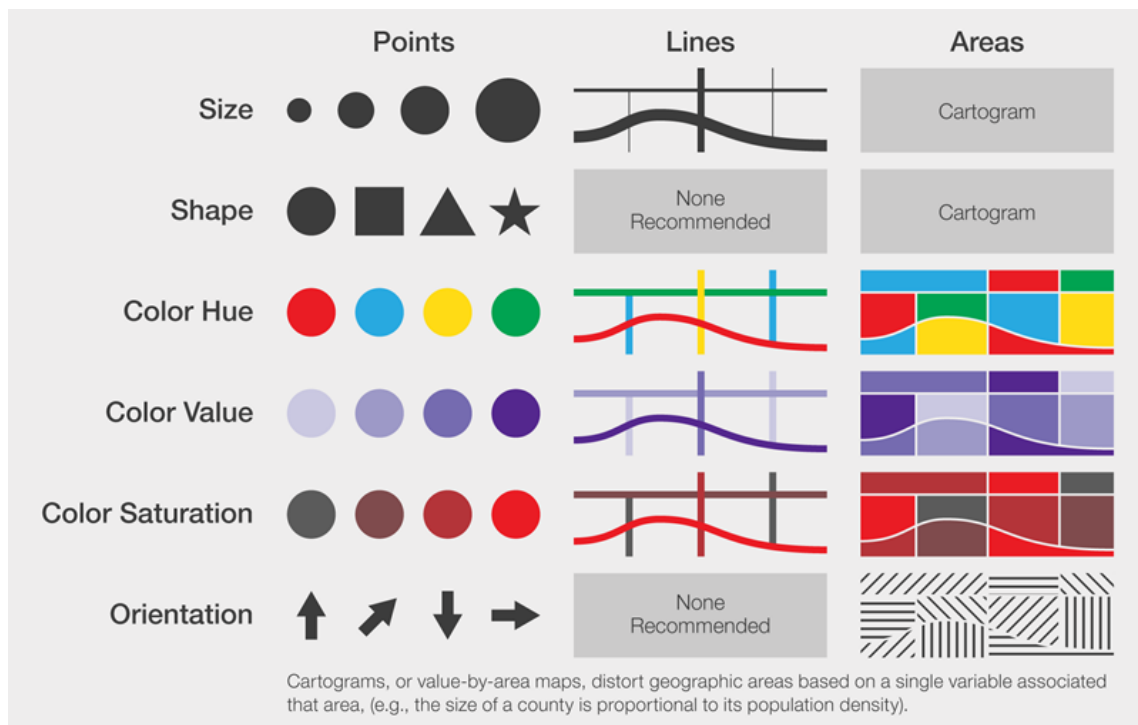 Points Lines Areas
Size
Cartogram
Shape
None
Recommended
Cartogram
Color Hue
Color Value
Color Saturation
Orientation
None
Recommended
Cartograms, or value-by-area maps, distort geographic areas based on a single variable associated
that area, (e.g., the size of a county is proportional to its population density).